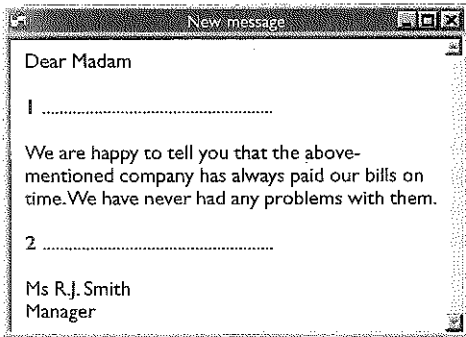 New message
Dear Madam
1 ................................................
We are happy to tell you that the above-
mentioned company has always paid our bills on
time. We have never had any problems with them.
2 ................................................
Ms R.J. Smith
Manager